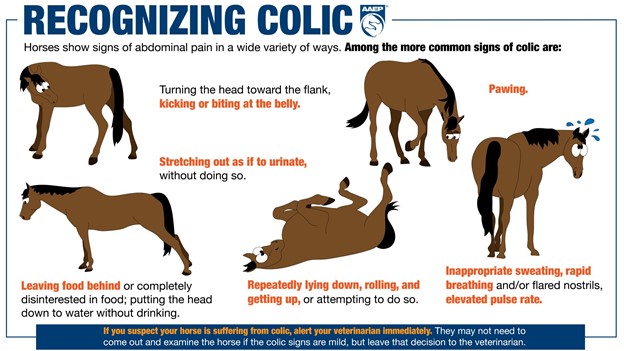 RECOGNIZING COLIC
AAEP
Horses show signs of abdominal pain in a wide variety of ways. Among the more common signs of colic are:
Turning the head toward the flank,
kicking or biting at the belly.
Pawing.
Stretching out as if to urinate,
without doing so.
Leaving food behind or completely
disinterested in food; putting the head
down to water without drinking.
Repeatedly lying down, rolling, and
getting up, or attempting to do so.
Inappropriate sweating, rapid
breathing and/or flared nostrils,
elevated pulse rate.
If you suspect your horse is suffering from colic, alert your veterinarian immediately. They may not need to
come out and examine the horse if the colic signs are mild, but leave that decision to the veterinarian.